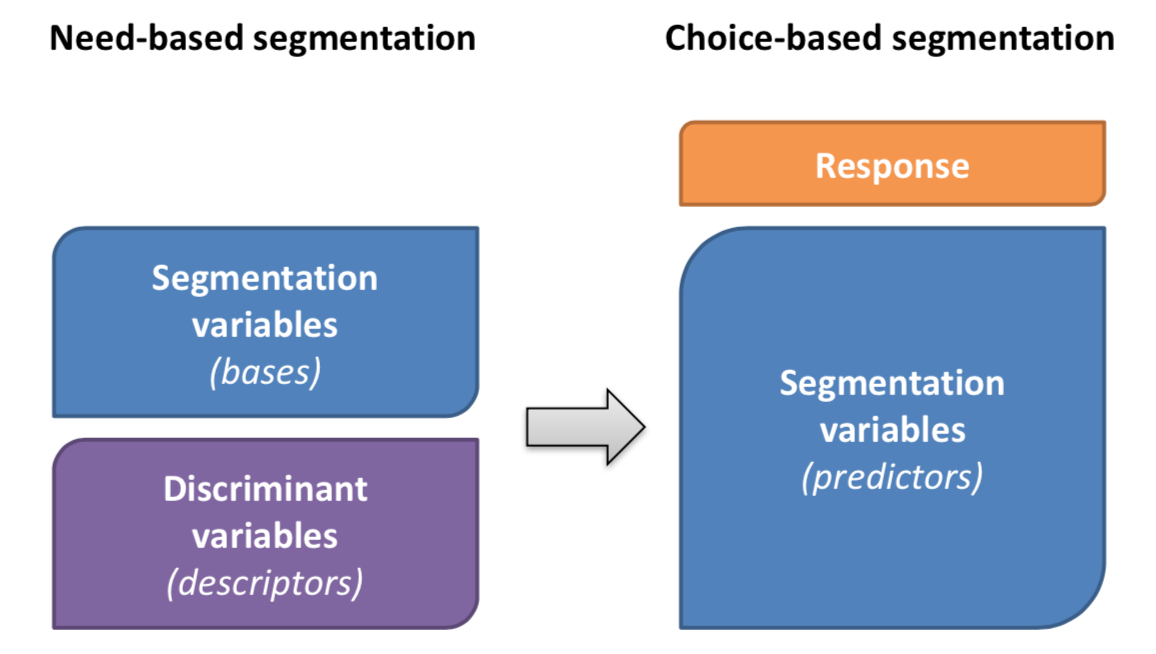 Need-based segmentation
Segmentation
variables
(bases)
Discriminant
variables
(descriptors)
Choice-based segmentation
Response
Segmentation
variables
(predictors)